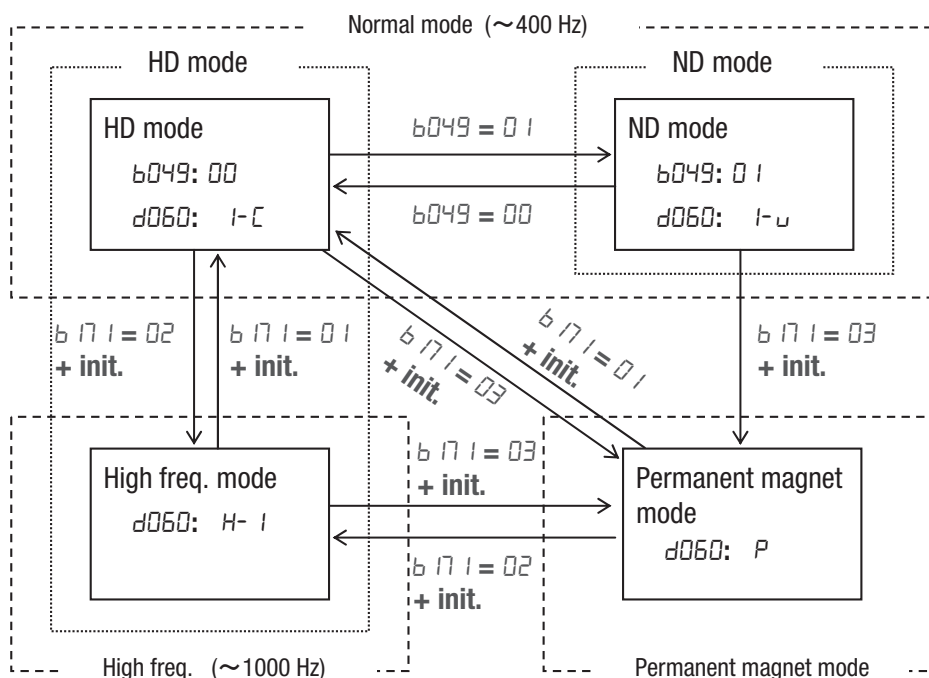 Normal mode (~400 Hz)
HD mode
ND mode
HD mode
b049: 00
d060: I-C
b049 = 01
b049 = 00
ND mode
b049: 01
d060: I-u
b171 = 02
+ init.
b171 = 01
+ init.
b171 = 03
+ init.
b171 = 01
+ init.
b171 = 03
+ init.
High freq. mode
d060: H-I
b171 = 03
+ init.
b171 = 02
+ init.
Permanent magnet
mode
d060: P
High freq. (~1000 Hz)
Permanent magnet mode